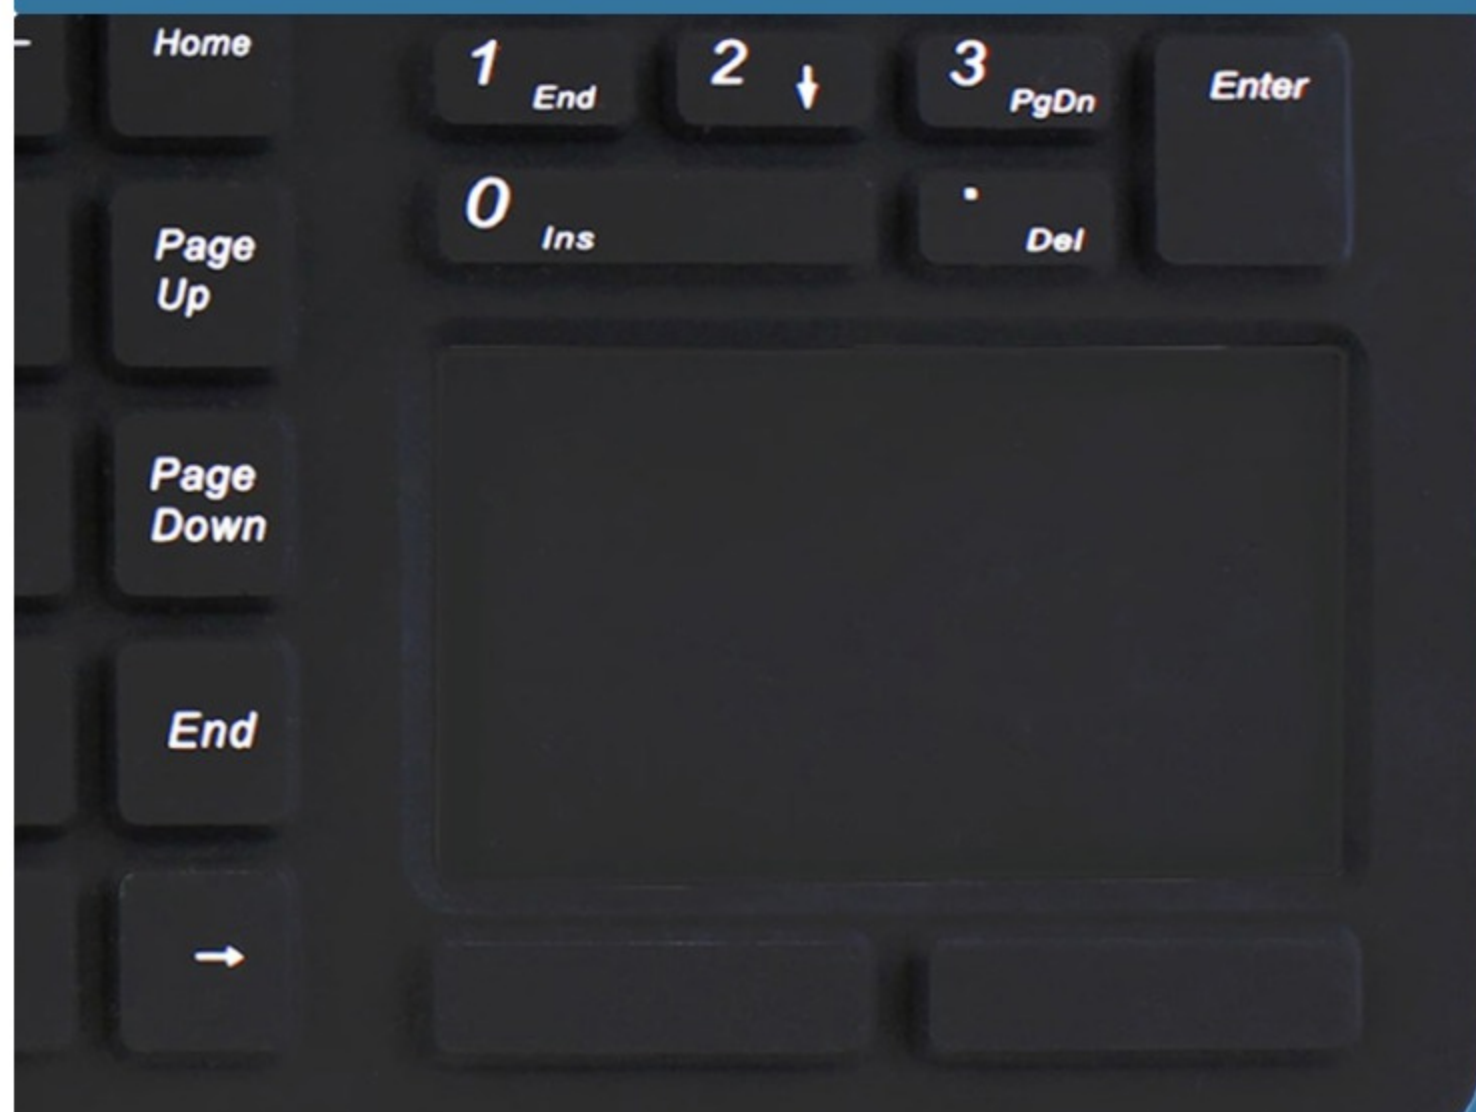 Home
1 End
2
3 PgDn
Enter
0 Ins
. Del
Page
Up
Page
Down
End